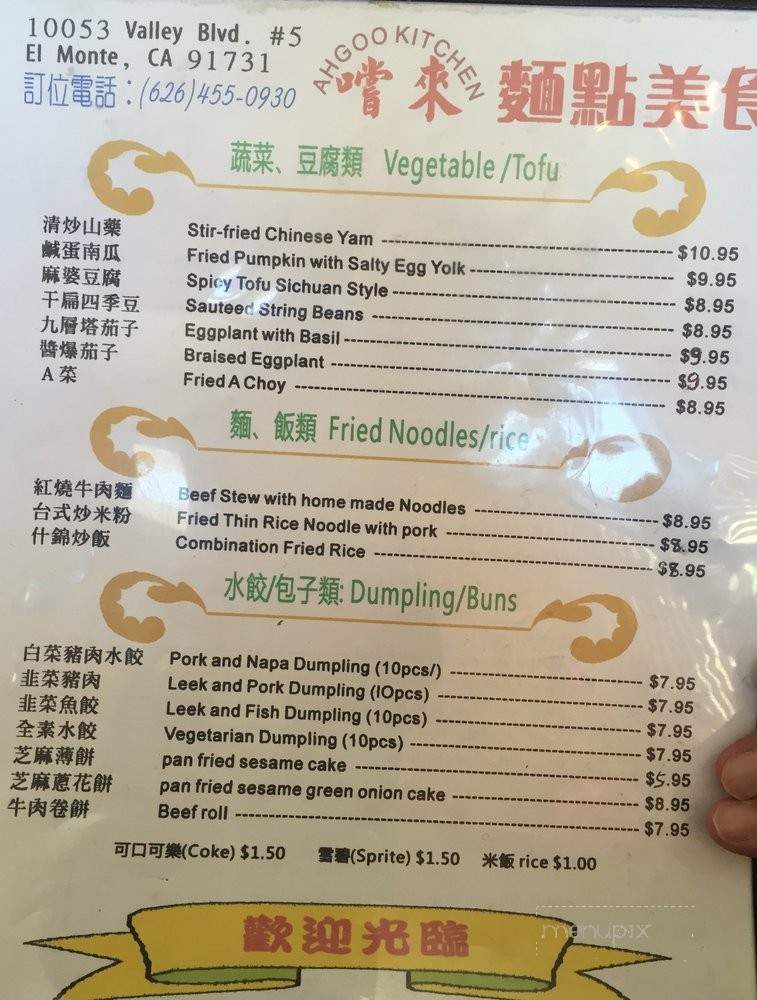 10053 Valley Blvd. #5
El Monte, CA 91731
訂位電話：(626)455-0930
AHGOO KITCHEN
嚐來 麵點美食
蔬菜、豆腐類 Vegetable/Tofu
清炒山藥 Stir-fried Chinese Yam $10.95
鹹蛋南瓜 Fried Pumpkin with Salty Egg Yolk $9.95
麻婆豆腐 Spicy Tofu Sichuan Style $8.95
干扁四季豆 Sauteed String Beans $8.95
九層塔茄子 Eggplant with Basil $9.95
醬爆茄子 Braised Eggplant $9.95
A菜 Fried A Choy $8.95
麵、飯類 Fried Noodles/rice
紅燒牛肉麵 Beef Stew with home made Noodles $8.95
台式炒米粉 Fried Thin Rice Noodle with pork $8.95
什錦炒飯 Combination Fried Rice $8.95
水餃/包子類: Dumpling/Buns
白菜豬肉水餃 Pork and Napa Dumpling (10pcs/) $7.95
韭菜豬肉 Leek and Pork Dumpling (IOpcs) $7.95
韭菜魚餃 Leek and Fish Dumpling (10pcs) $7.95
全素水餃 Vegetarian Dumpling (10pcs) $7.95
芝麻薄餅 pan fried sesame cake $5.95
芝麻蔥花餅 pan fried sesame green onion cake $8.95
牛肉卷餅 Beef roll $7.95
可口可樂(Coke) $1.50 雪碧(Sprite) $1.50 米飯 rice $1.00
歡迎光臨
menupix